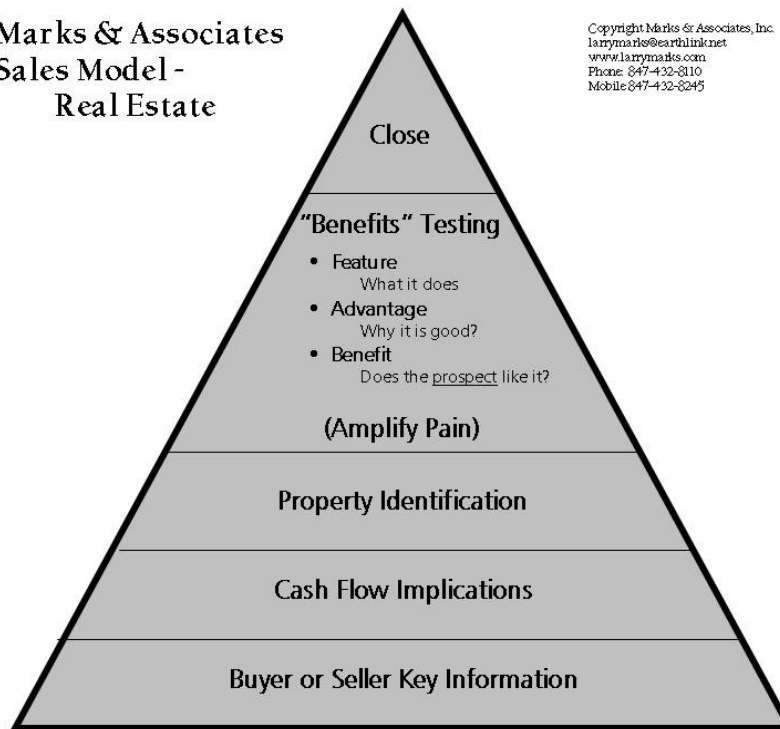 Marks & Associates
Sales Model -
Real Estate
Copyright Marks & Associates, Inc
larrymarks@earthlink.net
www.larrymarks.com
Phone: 847-432-8110
Mobile 847-432-8245
Close
"Benefits" Testing
• Feature
What it does
• Advantage
Why it is good?
• Benefit
Does the prospect like it?
(Amplify Pain)
Property Identification
Cash Flow Implications
Buyer or Seller Key Information